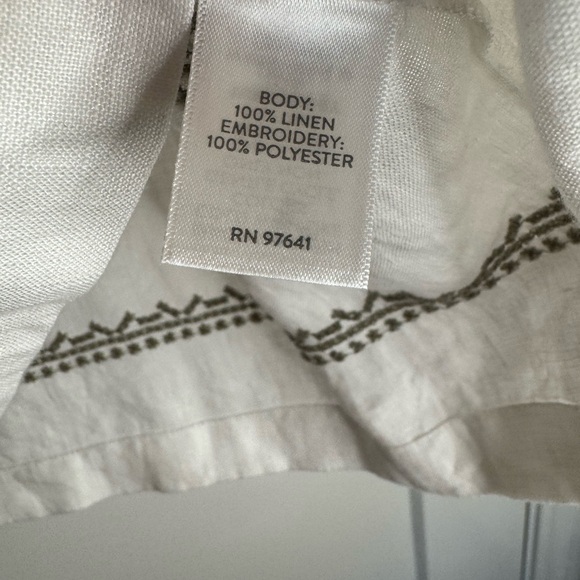 BODY:
100% LINEN
EMBROIDERY:
100% POLYESTER
RN 97641